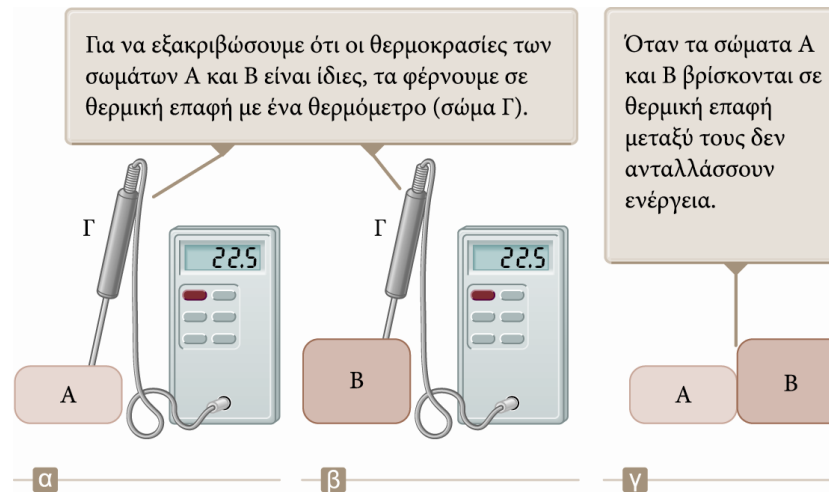 Για να εξακριβώσουμε ότι οι θερμοκρασίες των
σωμάτων Α και Β είναι ίδιες, τα φέρνουμε σε
θερμική επαφή με ένα θερμόμετρο (σώμα Γ).
Όταν τα σώματα Α
και Β βρίσκονται σε
θερμική επαφή
μεταξύ τους δεν
ανταλλάσσουν
ενέργεια.
Γ
22.5
Α
Γ
22.5
Β
Α
Β
α
β
γ